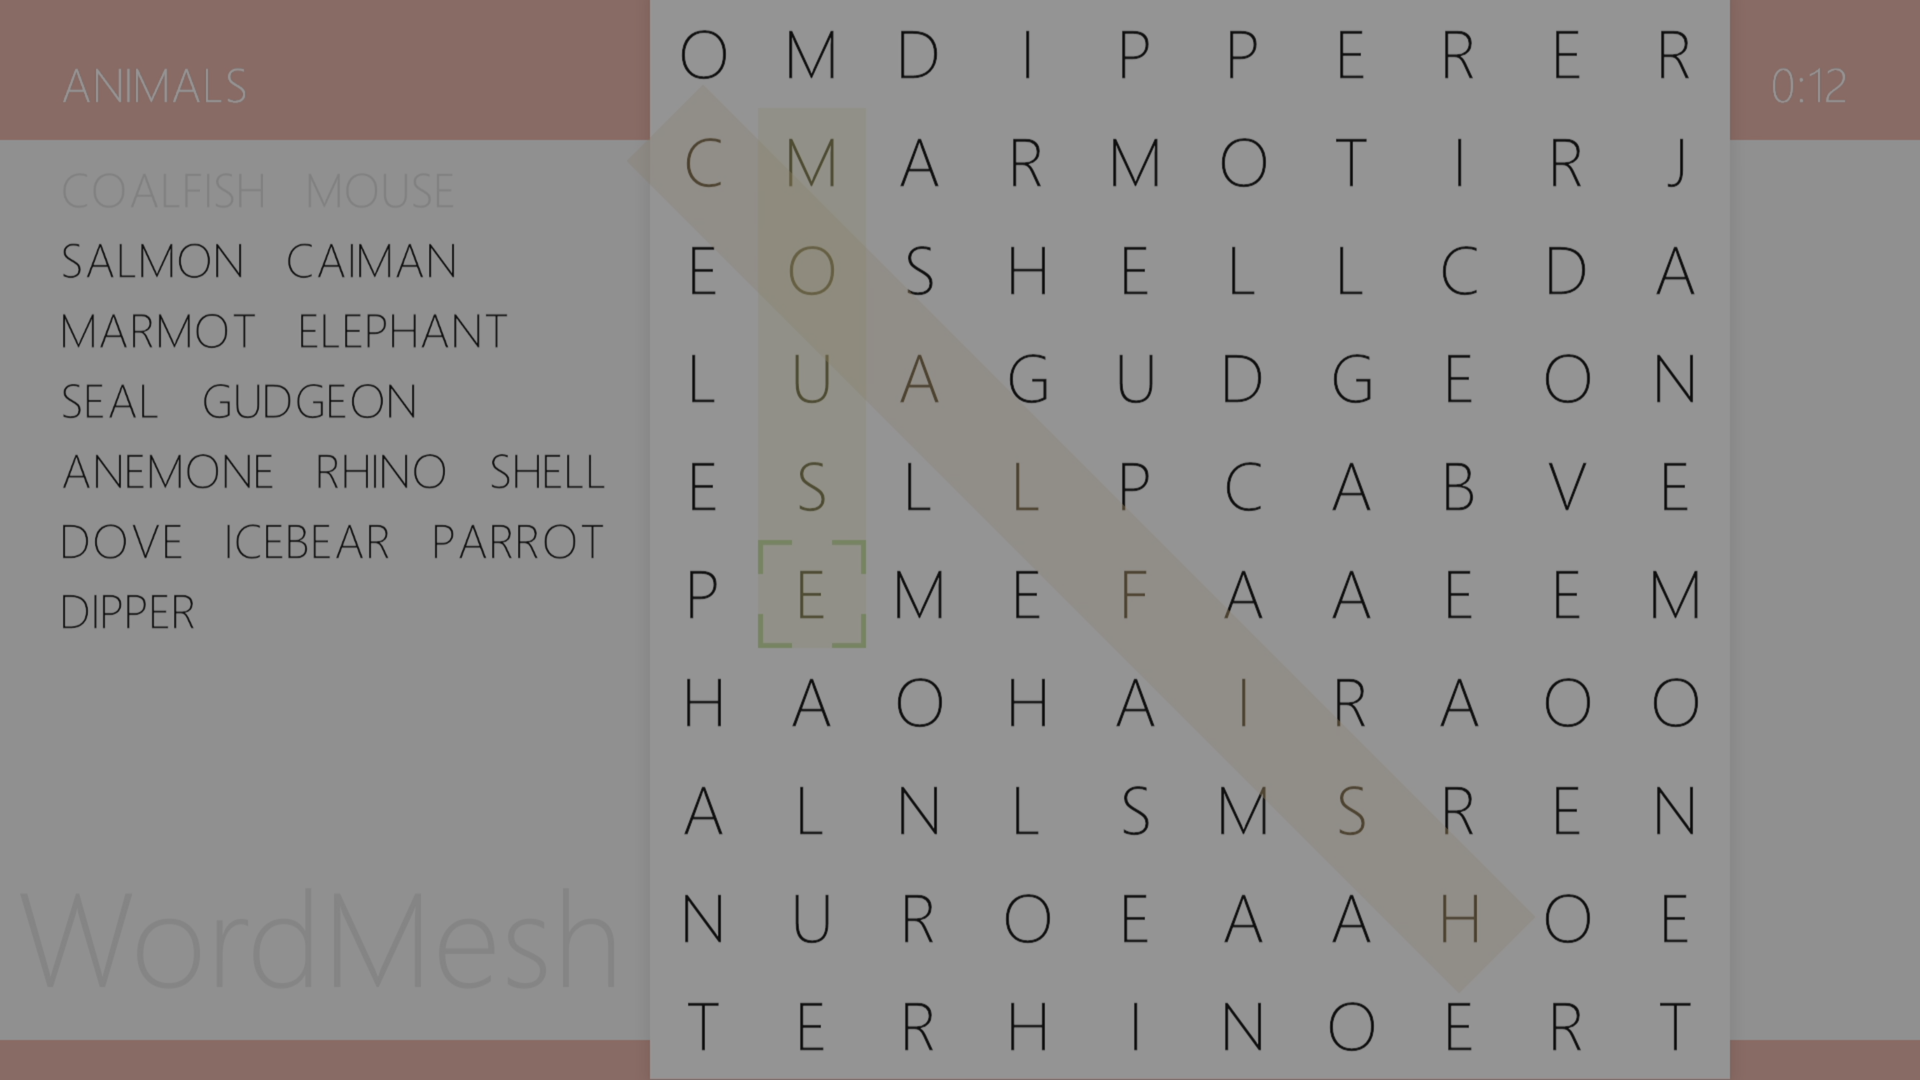 ANIMALS
0:12
COALFISH MOUSE
SALMON CAIMAN
MARMOT ELEPHANT
SEAL GUDGEON
ANEMONE RHINO SHELL
DOVE ICEBEAR PARROT
DIPPER
WordMesh
O M D I P P E R E R
C M A R M O T I R J
E O S H E L L C D A
L U A G U D G E O N
E S L L P C A B V E
P E M E F A A E E M
H A O H A I R A O O
A L N L S M S R E N
N U R O E A A H O E
T E R H I N O E R T